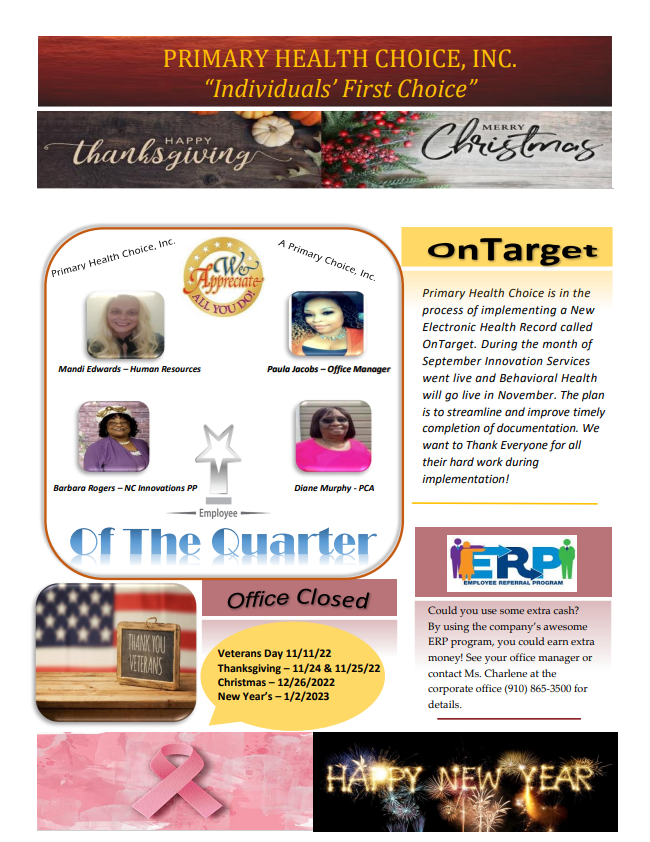 PRIMARY HEALTH CHOICE, INC.
“Individuals’ First Choice”
HAPPY
thanksgiving
MERRY
Christmas
Primary Health Choice, Inc.
A Primary Choice, Inc.
We
Appreciate
ALL YOU DO!
Mandi Edwards – Human Resources
Paula Jacobs – Office Manager
Barbara Rogers – NC Innovations PP
Diane Murphy - PCA
Employee
Of The Quarter
OnTarget
Primary Health Choice is in the
process of implementing a New
Electronic Health Record called
OnTarget. During the month of
September Innovation Services
went live and Behavioral Health
will go live in November. The plan
is to streamline and improve timely
completion of documentation. We
want to Thank Everyone for all
their hard work during
implementation!
ERP
EMPLOYEE REFERRAL PROGRAM
Could you use some extra cash?
By using the company’s awesome
ERP program, you could earn extra
money! See your office manager or
contact Ms. Charlene at the
corporate office (910) 865-3500 for
details.
THANK YOU
VETERANS
Office Closed
Veterans Day 11/11/22
Thanksgiving – 11/24 & 11/25/22
Christmas – 12/26/2022
New Year’s – 1/2/2023
HAPPY NEW YEAR